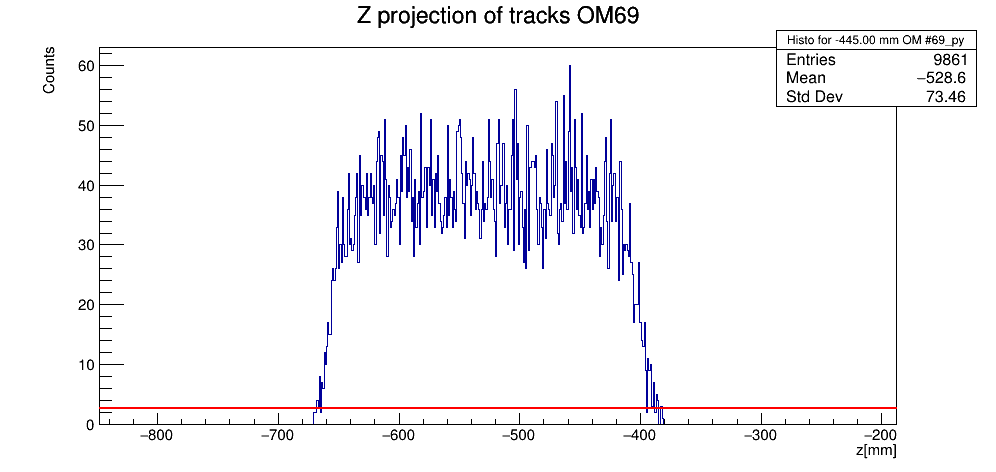 Z projection of tracks OM69
Histo for -445.00 mm OM #69_py
Entries 9861
Mean −528.6
Std Dev 73.46
Counts
60
50
40
30
20
10
0
−800 −700 −600 −500 −400 −300 −200
z[mm]